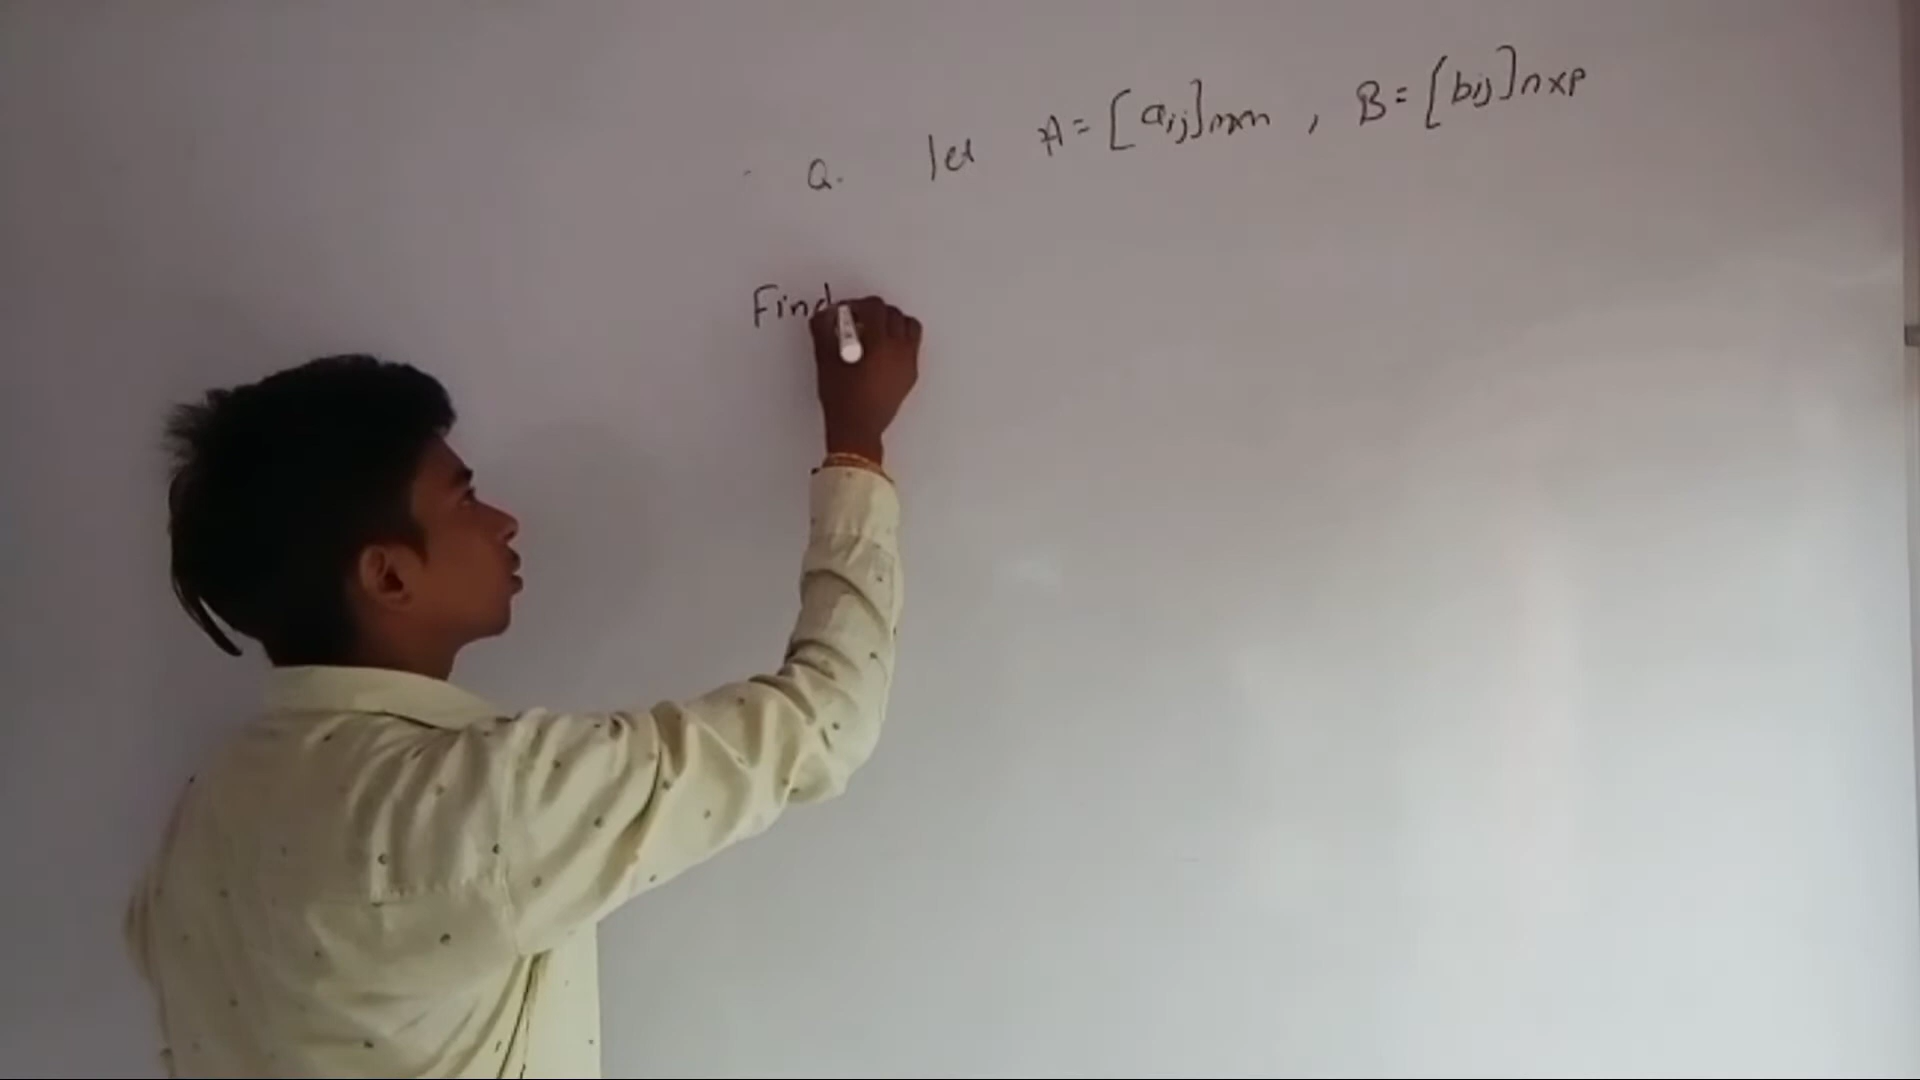 Q. let A = [aij]mxn , B = [bij]nxp
Find